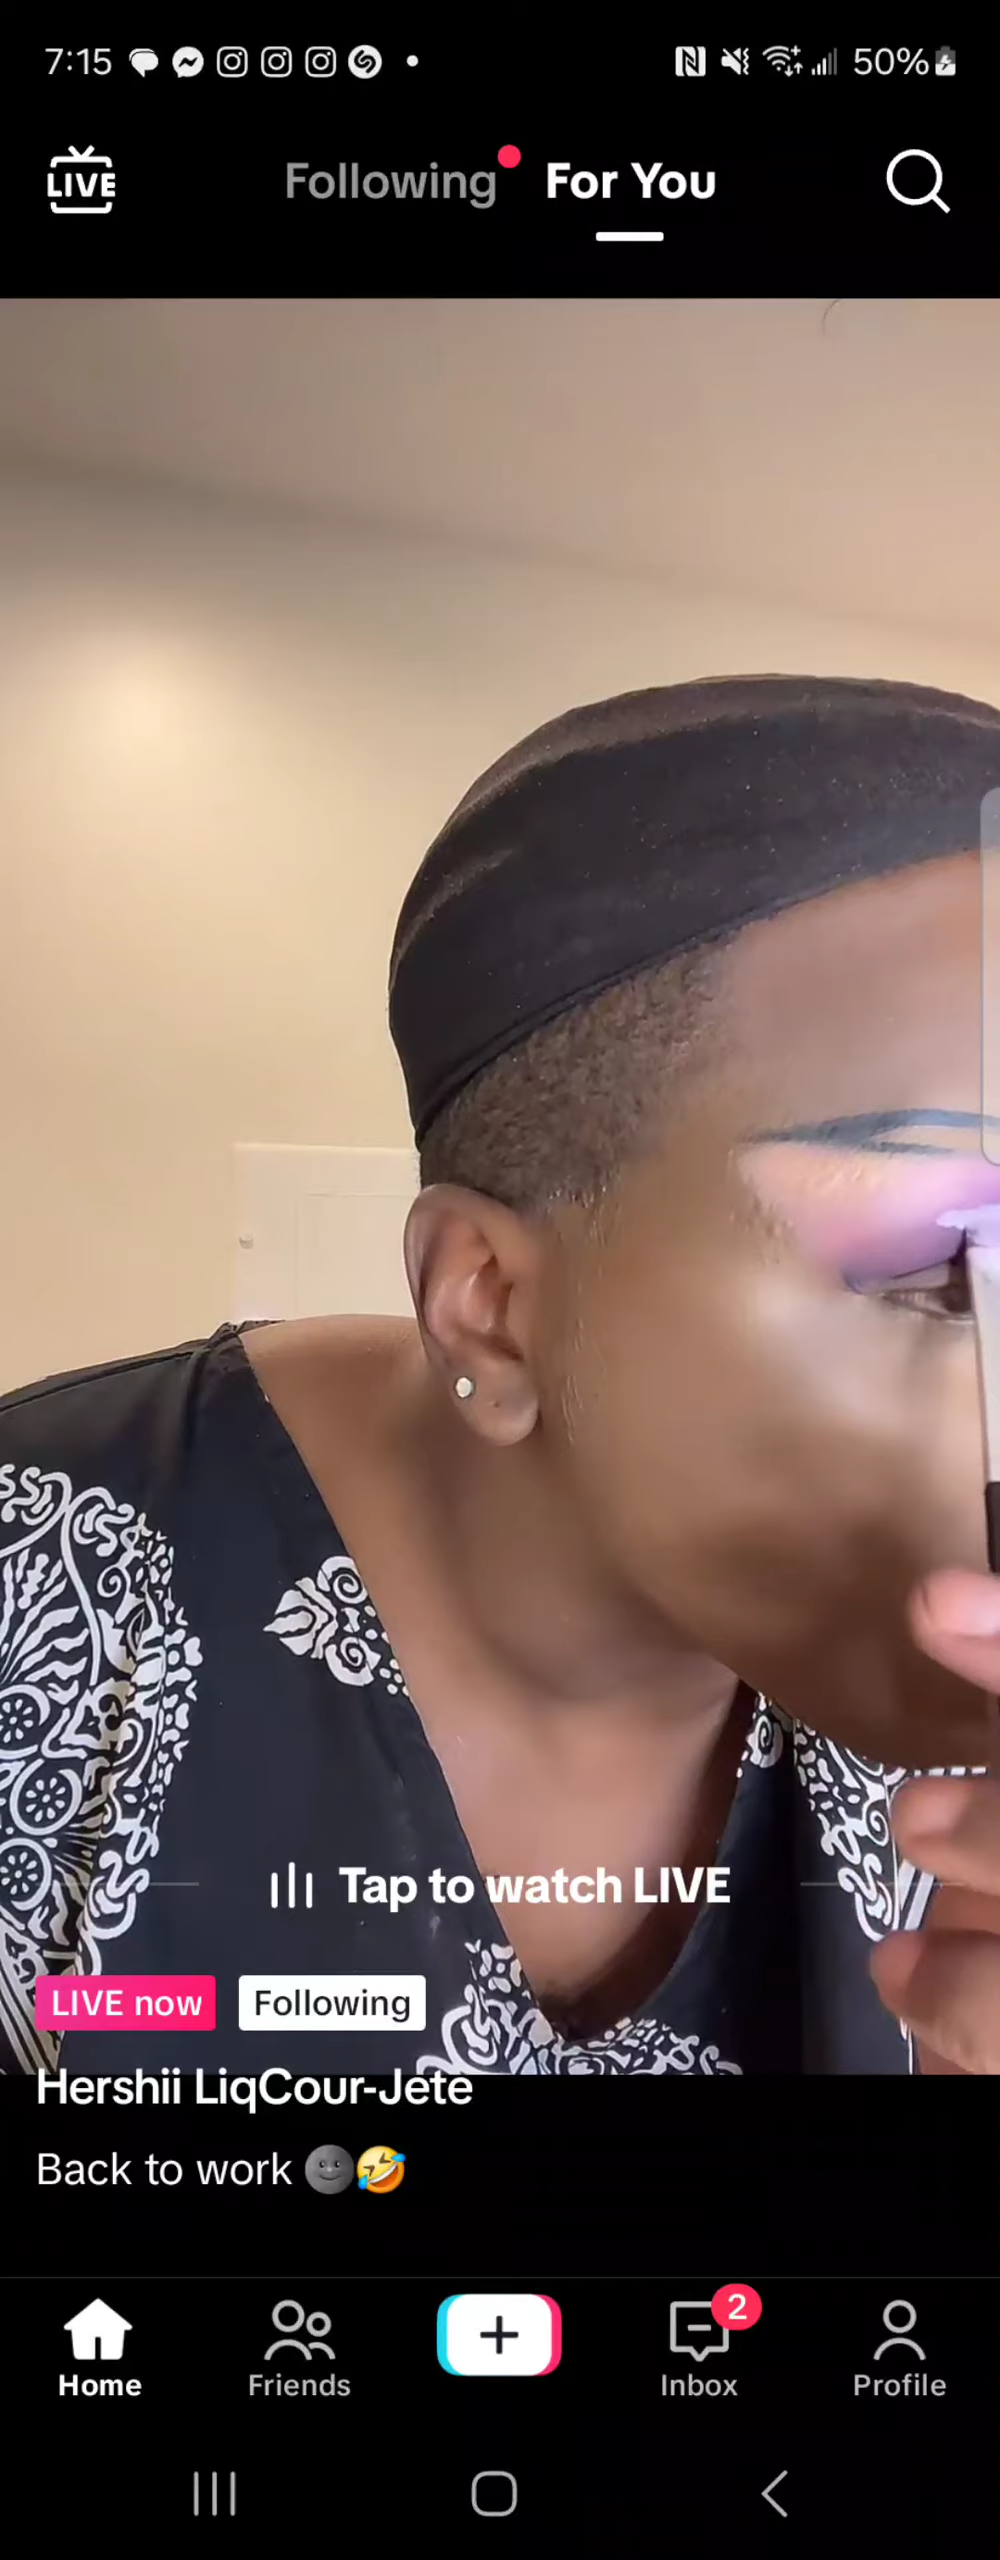 7:15
50%
LIVE
Following
For You
Tap to watch LIVE
LIVE now
Following
Hershii LiqCour-Jeté
Back to work 🌚🤣
2
Home
Friends
Inbox
Profile